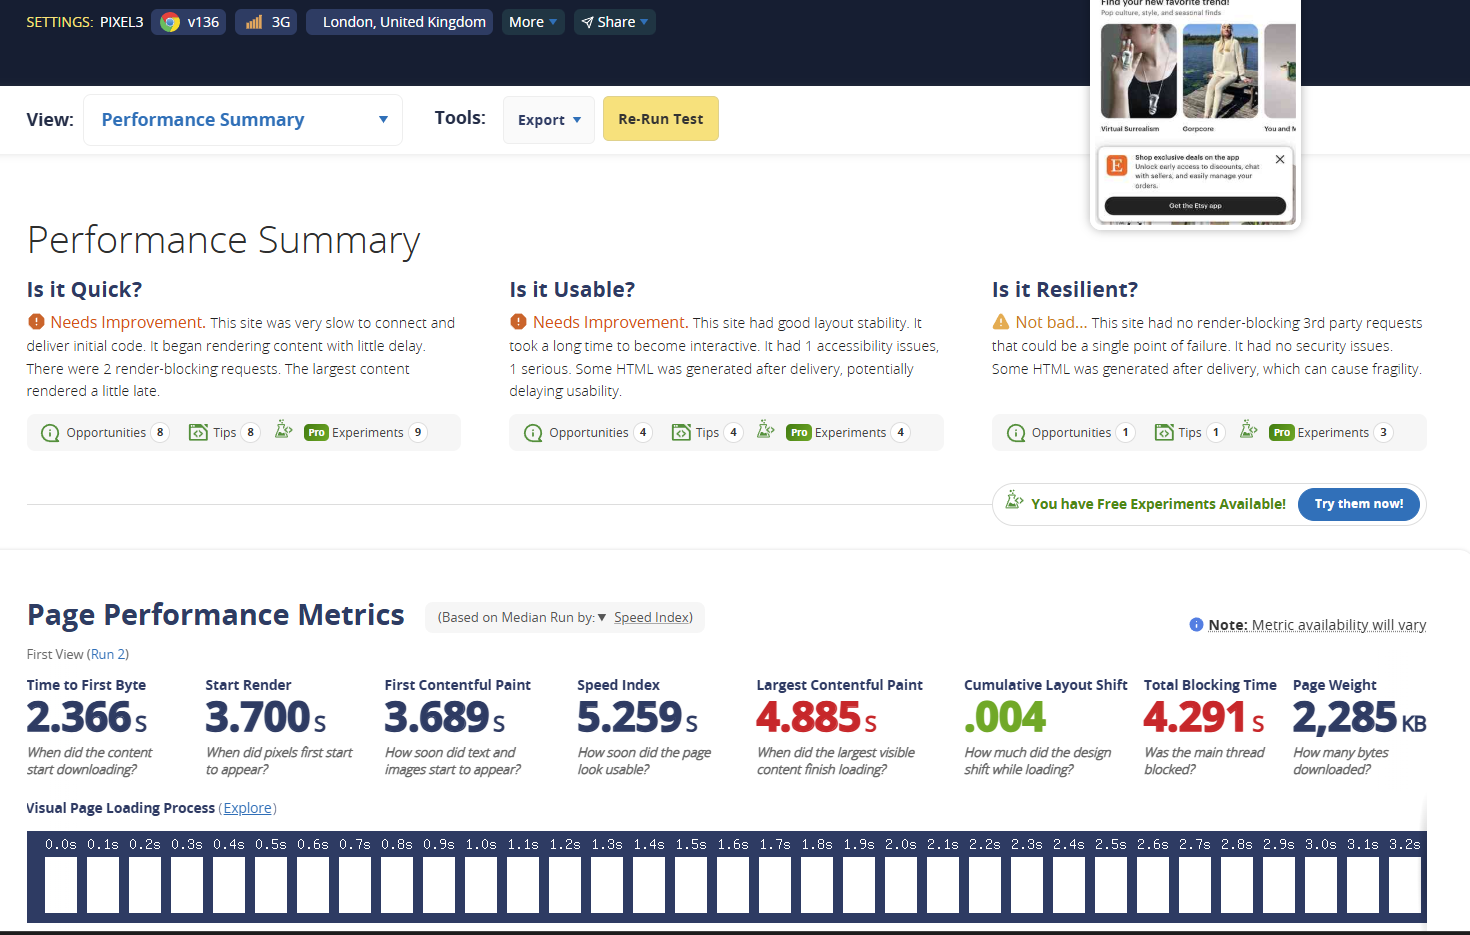 SETTINGS: PIXEL3 v136 3G London, United Kingdom More Share
Find your new favorite trend!
Pop culture, style, and seasonal finds
Virtual Surrealism Gorpcore You and M
E
Shop exclusive deals on the app
Unlock early access to discounts, chat
with sellers, and easily manage your
orders.
Get the Etsy app
View: Performance Summary Tools: Export Re-Run Test
Performance Summary
Is it Quick?
Needs Improvement. This site was very slow to connect and
deliver initial code. It began rendering content with little delay.
There were 2 render-blocking requests. The largest content
rendered a little late.
Opportunities 8 Tips 8 Pro Experiments 9
Is it Usable?
Needs Improvement. This site had good layout stability. It
took a long time to become interactive. It had 1 accessibility issues,
1 serious. Some HTML was generated after delivery, potentially
delaying usability.
Opportunities 4 Tips 4 Pro Experiments 4
Is it Resilient?
Not bad... This site had no render-blocking 3rd party requests
that could be a single point of failure. It had no security issues.
Some HTML was generated after delivery, which can cause fragility.
Opportunities 1 Tips 1 Pro Experiments 3
You have Free Experiments Available! Try them now!
Page Performance Metrics (Based on Median Run by:▼ Speed Index)
Note: Metric availability will vary
First View (Run 2)
Time to First Byte
2.366 S
When did the content
start downloading?
Start Render
3.700 S
When did pixels first start
to appear?
First Contentful Paint
3.689 S
How soon did text and
images start to appear?
Speed Index
5.259 S
How soon did the page
look usable?
Largest Contentful Paint
4.885 S
When did the largest visible
content finish loading?
Cumulative Layout Shift
.004
How much did the design
shift while loading?
Total Blocking Time
4.291 S
Was the main thread
blocked?
Page Weight
2,285 KB
How many bytes
downloaded?
Visual Page Loading Process (Explore)
0.0s 0.1s 0.2s 0.3s 0.4s 0.5s 0.6s 0.7s 0.8s 0.9s 1.0s 1.1s 1.2s 1.3s 1.4s 1.5s 1.6s 1.7s 1.8s 1.9s 2.0s 2.1s 2.2s 2.3s 2.4s 2.5s 2.6s 2.7s 2.8s 2.9s 3.0s 3.1s 3.2s